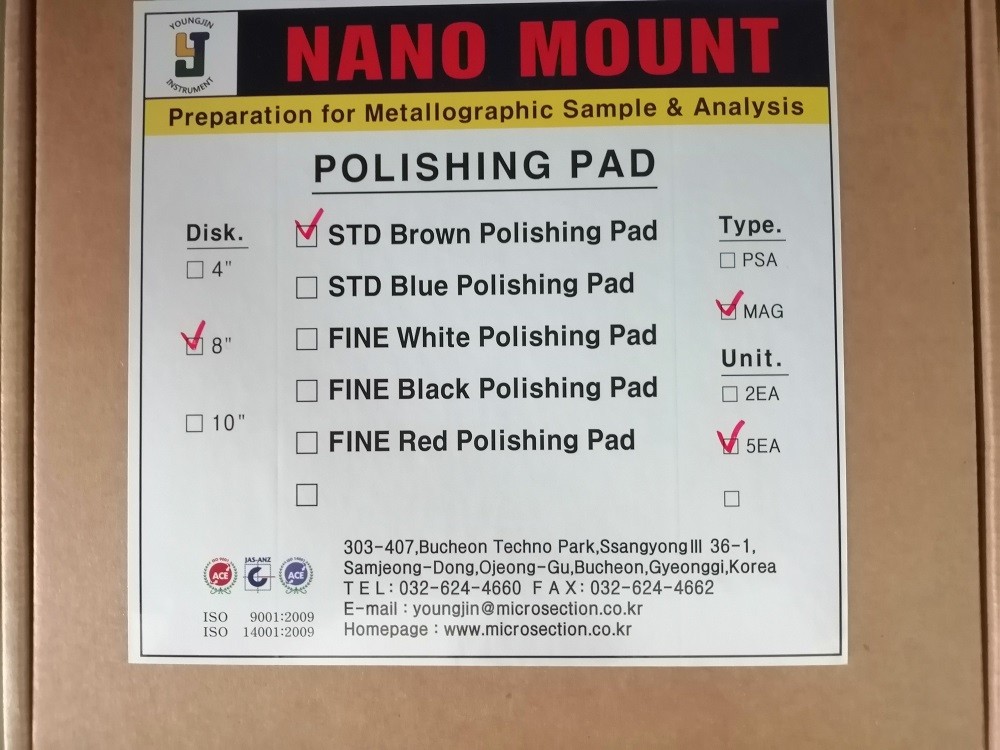 YOUNGJIN
YJ
INSTRUMENT
NANO MOUNT
Preparation for Metallographic Sample & Analysis
POLISHING PAD
Disk.
4"
8"
10"
STD Brown Polishing Pad
STD Blue Polishing Pad
FINE White Polishing Pad
FINE Black Polishing Pad
FINE Red Polishing Pad
Type.
PSA
MAG
Unit.
2EA
5EA
ACE
JAS-ANZ
ACE
ISO 9001:2009
ISO 14001:2009
303-407,Bucheon Techno Park,SsangyongⅢ 36-1,
Samjeong-Dong,Ojeong-Gu,Bucheon,Gyeonggi,Korea
TEL: 032-624-4660 FAX: 032-624-4662
E-mail : youngjin@microsection.co.kr
Homepage : www.microsection.co.kr